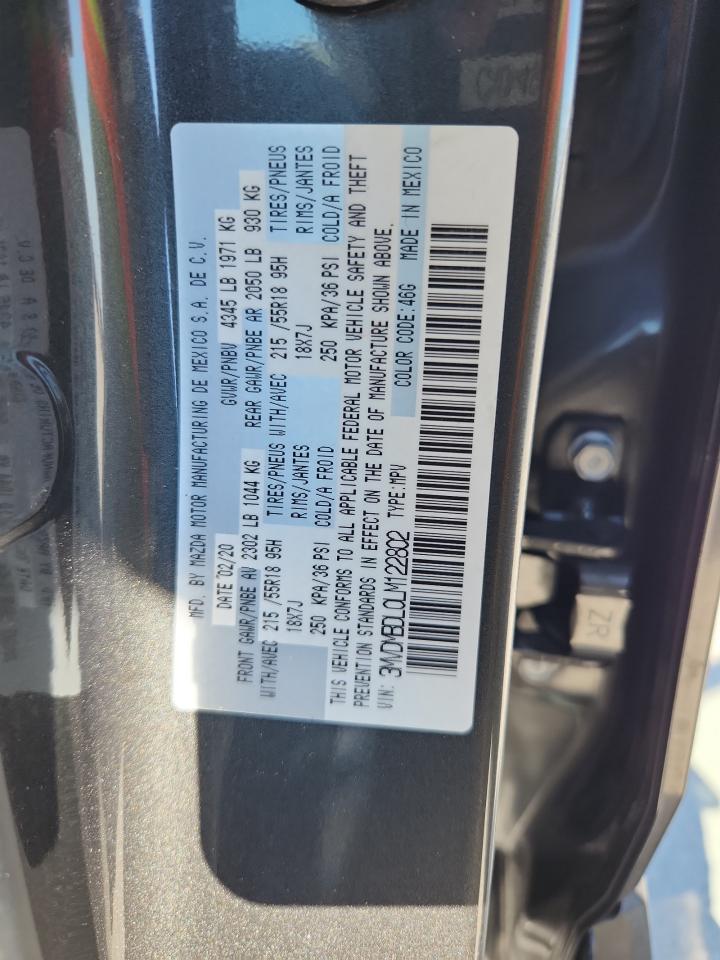 MFD. BY MAZDA MOTOR MANUFACTURING DE MEXICO S.A. DE C.V.
DATE 02/20 GVWR/PNBV 4345 LB 1971 KG
FRONT GAWR/PNBE AV 2302 LB 1044 KG REAR GAWR/PNBE AR 2050 LB 930 KG
WITH/AVEC 215 /55R18 95H TIRES/PNEUS WITH/AVEC 215 /55R18 95H TIRES/PNEUS
18X7J RIMS/JANTES 18X7J RIMS/JANTES
250 KPA/36 PSI COLD/A FROID 250 KPA/36 PSI COLD/A FROID
THIS VEHICLE CONFORMS TO ALL APPLICABLE FEDERAL MOTOR VEHICLE SAFETY AND THEFT
PREVENTION STANDARDS IN EFFECT ON THE DATE OF MANUFACTURE SHOWN ABOVE.
VIN: 3MVDMBDL0LM122802 TYPE:MPV COLOR CODE:46G MADE IN MEXICO
ZR